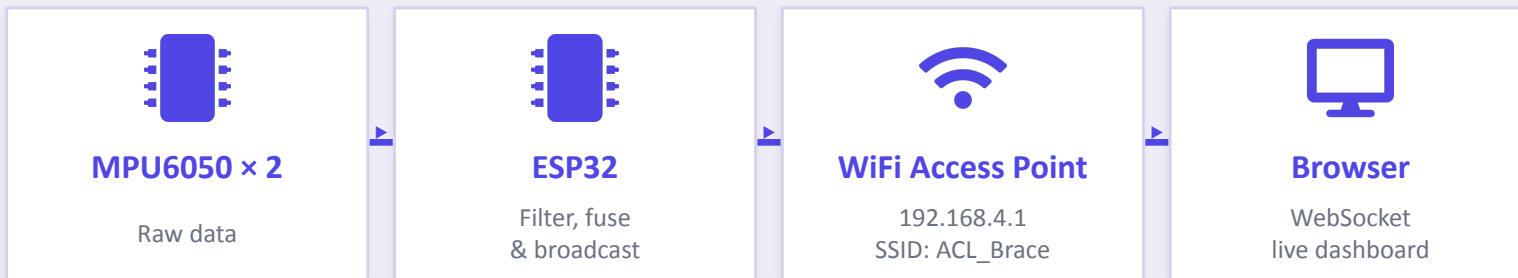 MPU6050 × 2
Raw data
ESP32
Filter, fuse
& broadcast
WiFi Access Point
192.168.4.1
SSID: ACL_Brace
Browser
WebSocket
live dashboard